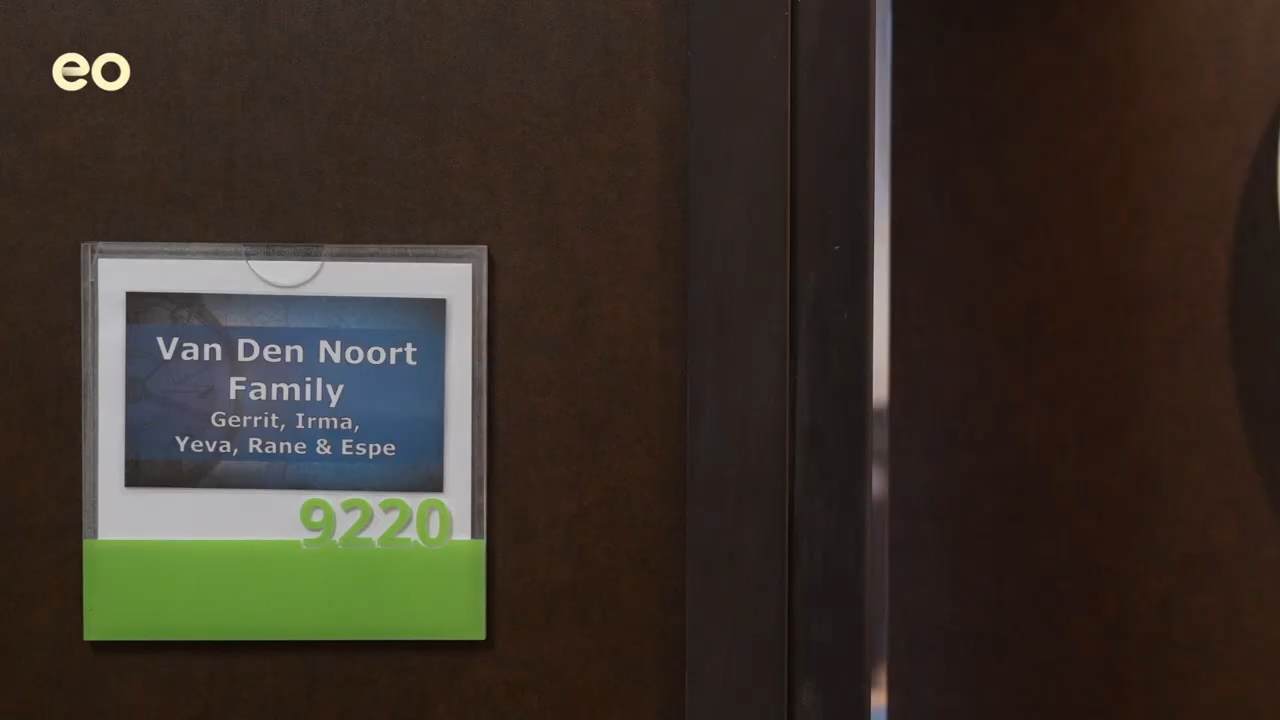 eo
Van Den Noort
Family
Gerrit, Irma,
Yeva, Rane & Espe
9220